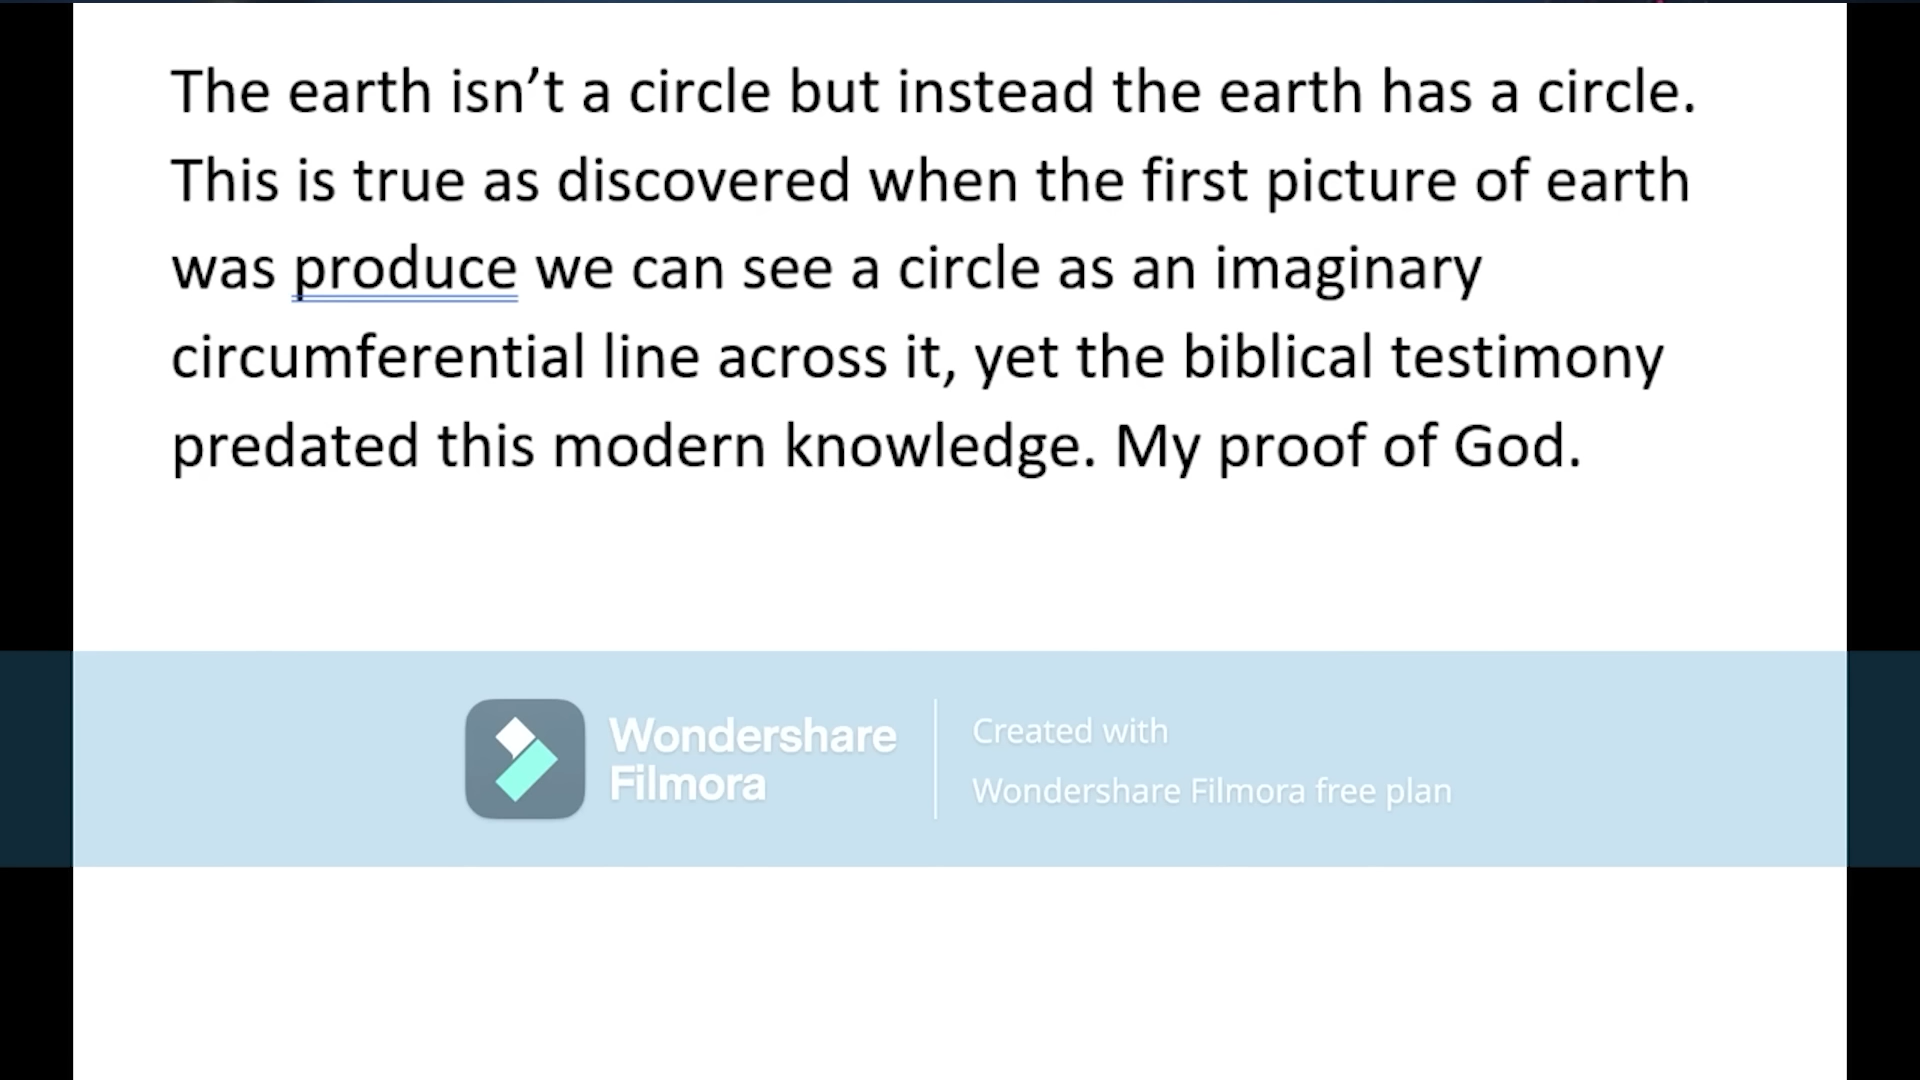 The earth isn’t a circle but instead the earth has a circle.
This is true as discovered when the first picture of earth
was produce we can see a circle as an imaginary
circumferential line across it, yet the biblical testimony
predated this modern knowledge. My proof of God.
Wondershare
Filmora
Created with
Wondershare Filmora free plan